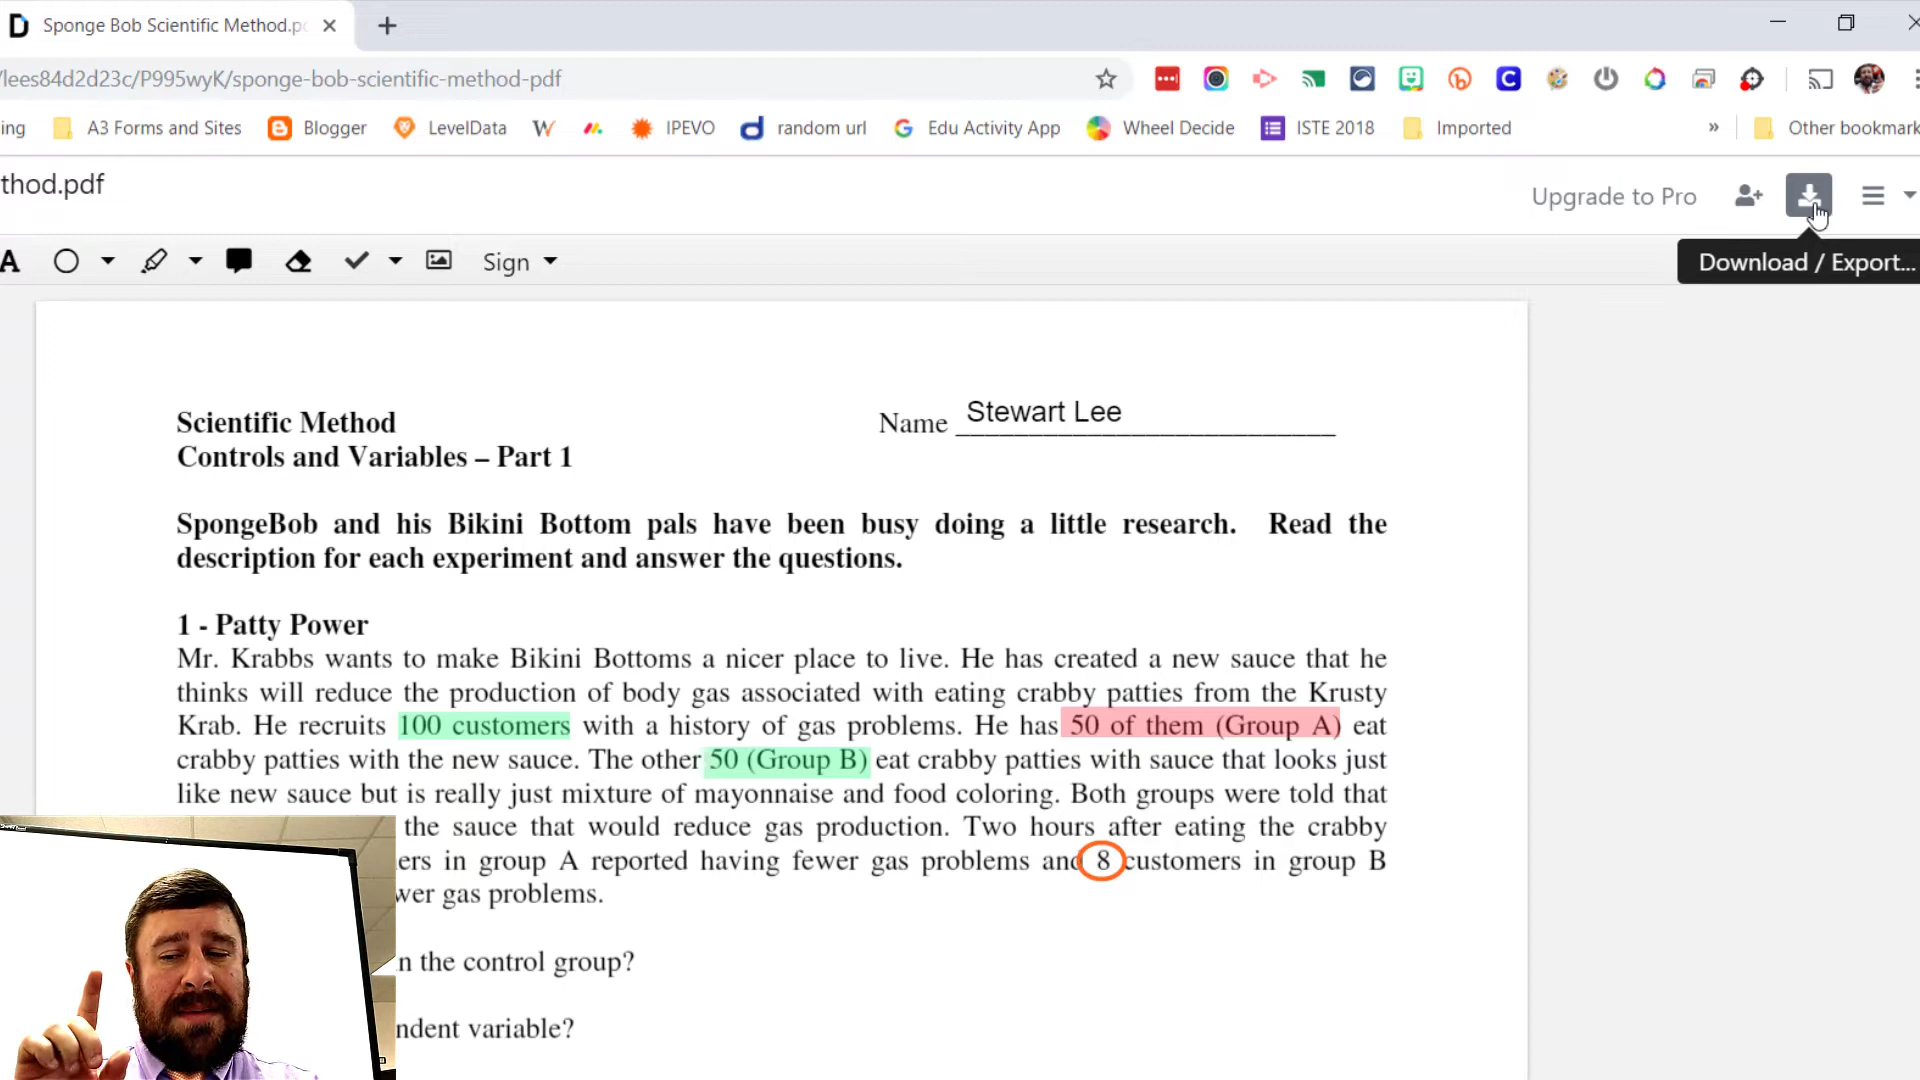 Sponge Bob Scientific Method.p
/lees84d2d23c/P995wyK/sponge-bob-scientific-method-pdf
ing A3 Forms and Sites Blogger LevelData W IPEVO random url Edu Activity App Wheel Decide ISTE 2018 Imported » Other bookmark
thod.pdf
Upgrade to Pro
A Sign
Download / Export...
Scientific Method Name Stewart Lee
Controls and Variables – Part 1
SpongeBob and his Bikini Bottom pals have been busy doing a little research. Read the
description for each experiment and answer the questions.
1 - Patty Power
Mr. Krabbs wants to make Bikini Bottoms a nicer place to live. He has created a new sauce that he
thinks will reduce the production of body gas associated with eating crabby patties from the Krusty
Krab. He recruits 100 customers with a history of gas problems. He has 50 of them (Group A) eat
crabby patties with the new sauce. The other 50 (Group B) eat crabby patties with sauce that looks just
like new sauce but is really just mixture of mayonnaise and food coloring. Both groups were told that
the sauce that would reduce gas production. Two hours after eating the crabby
ers in group A reported having fewer gas problems and 8 customers in group B
wer gas problems.
n the control group?
ndent variable?